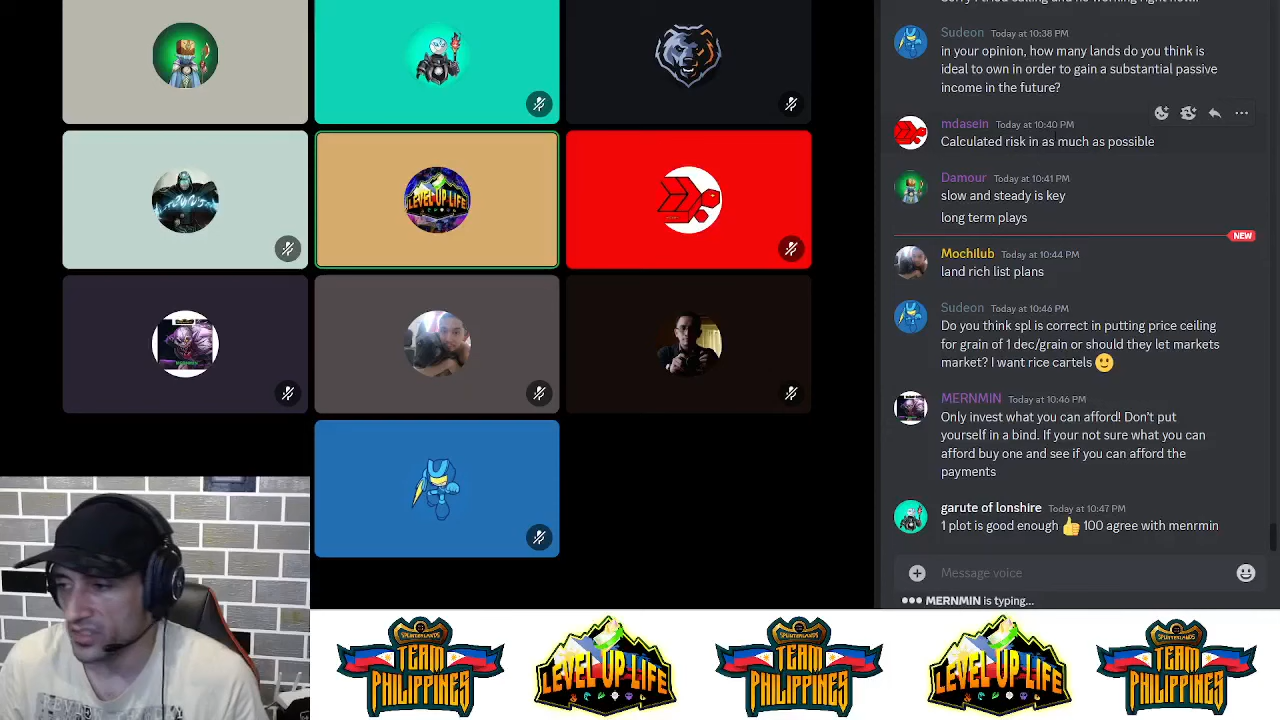 LEVEL UP LIFE
Sudeon Today at 10:38 PM
in your opinion, how many lands do you think is
ideal to own in order to gain a substantial passive
income in the future?
mdasein Today at 10:40 PM
Calculated risk in as much as possible
Damour Today at 10:41 PM
slow and steady is key
long term plays
NEW
Mochilub Today at 10:44 PM
land rich list plans
Sudeon Today at 10:46 PM
Do you think spl is correct in putting price ceiling
for grain of 1 dec/grain or should they let markets
market? I want rice cartels
MERNMIN Today at 10:46 PM
Only invest what you can afford! Don't put
yourself in a bind. If your not sure what you can
afford buy one and see if you can afford the
payments
garute of lonshire Today at 10:47 PM
1 plot is good enough 👍 100 agree with menrmin
Message voice
MERNMIN is typing...
SPLINTERLANDS
TEAM
PHILIPPINES
LEVEL UP LIFE
SPLINTERLANDS
TEAM
PHILIPPINES
LEVEL UP LIFE
SPLINTERLANDS
TEAM
PHILIPPINES